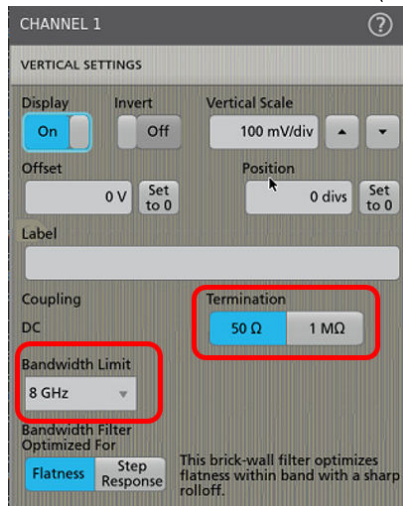 CHANNEL 1 ?
VERTICAL SETTINGS
Display Invert Vertical Scale
On Off 100 mV/div
Offset Position
0 V Set to 0 0 divs Set to 0
Label
Coupling Termination
DC 50 Ω 1 MΩ
Bandwidth Limit
8 GHz
Bandwidth Filter
Optimized For
Flatness Step Response
This brick-wall filter optimizes
flatness within band with a sharp
rolloff.